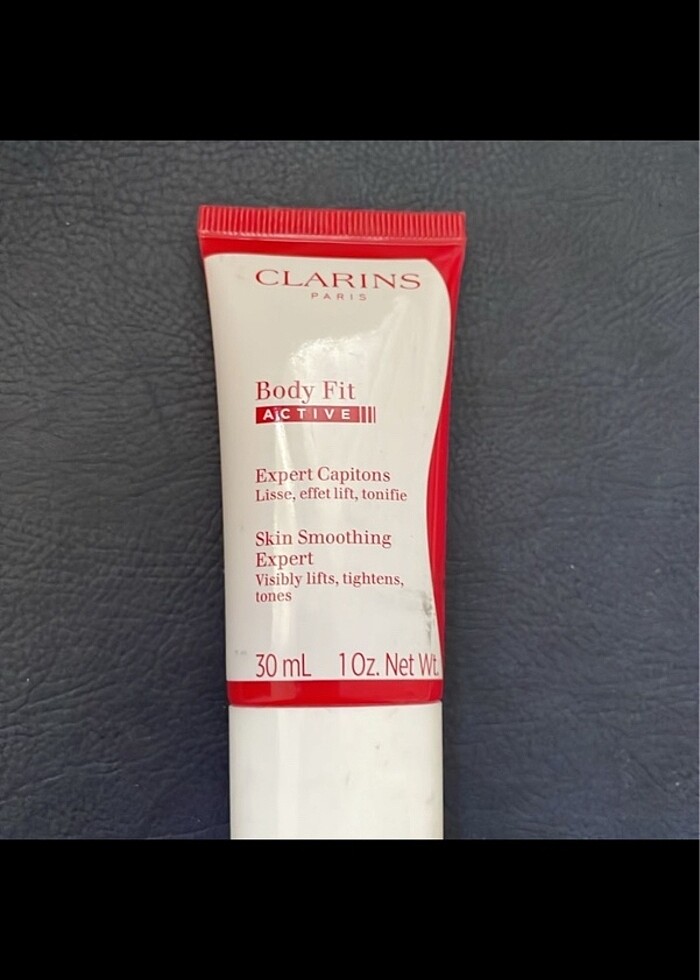 CLARINS
PARIS
Body Fit
ACTIVE
Expert Capitons
Lisse, effet lift, tonifie
Skin Smoothing
Expert
Visibly lifts, tightens,
tones
30 mL 1 Oz. Net Wt.